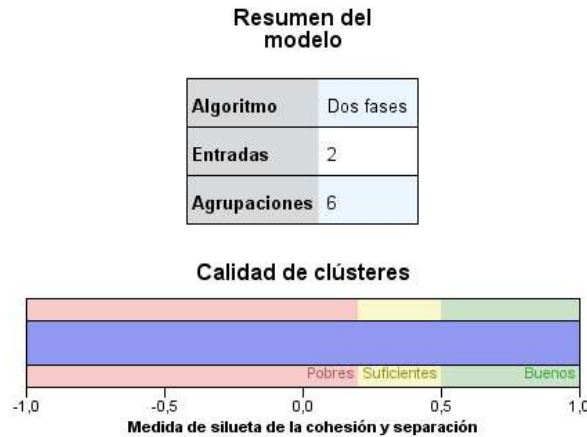 Resumen del
modelo
Algoritmo Dos fases
Entradas 2
Agrupaciones 6
Calidad de clústeres
Pobres Suficientes Buenos
-1,0 -0,5 0,0 0,5 1,0
Medida de silueta de la cohesión y separación